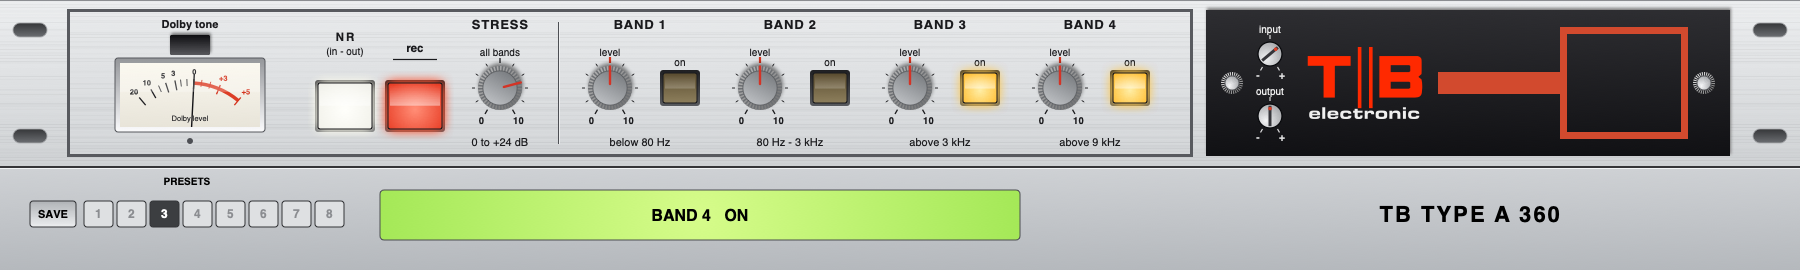 Dolby tone
20 10 5 3 0 +3 +5
Dolby level
NR
(in - out)
rec
STRESS
all bands
0 10
0 to +24 dB
BAND 1
level
on
0 10
below 80 Hz
BAND 2
level
on
0 10
80 Hz - 3 kHz
BAND 3
level
on
0 10
above 3 kHz
BAND 4
level
on
0 10
above 9 kHz
input
- +
output
- +
T||B
electronic
PRESETS
SAVE 1 2 3 4 5 6 7 8
BAND 4 ON
TB TYPE A 360